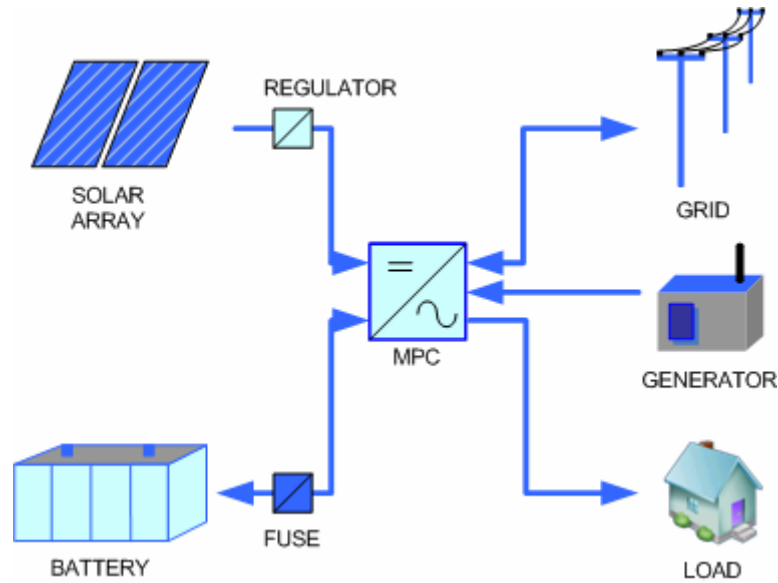 REGULATOR
SOLAR
ARRAY
GRID
MPC
GENERATOR
FUSE
BATTERY
LOAD